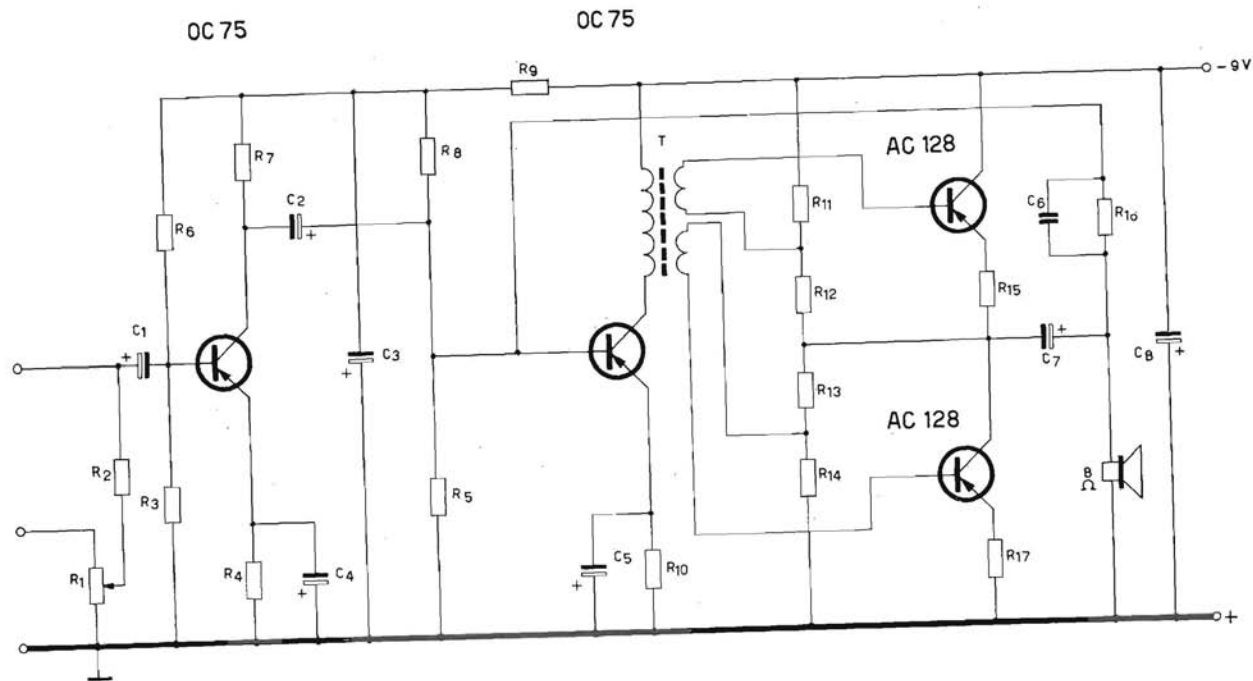 OC 75
OC 75
- 9V
R9
T
AC 128
R7
R8
C2
+
R6
R11
C6
R16
R12
R15
C1
+
C3
+
C7
+
C8
+
R13
AC 128
R2
R3
R5
R14
8
Ω
R1
R4
C4
+
C5
+
R10
R17
+